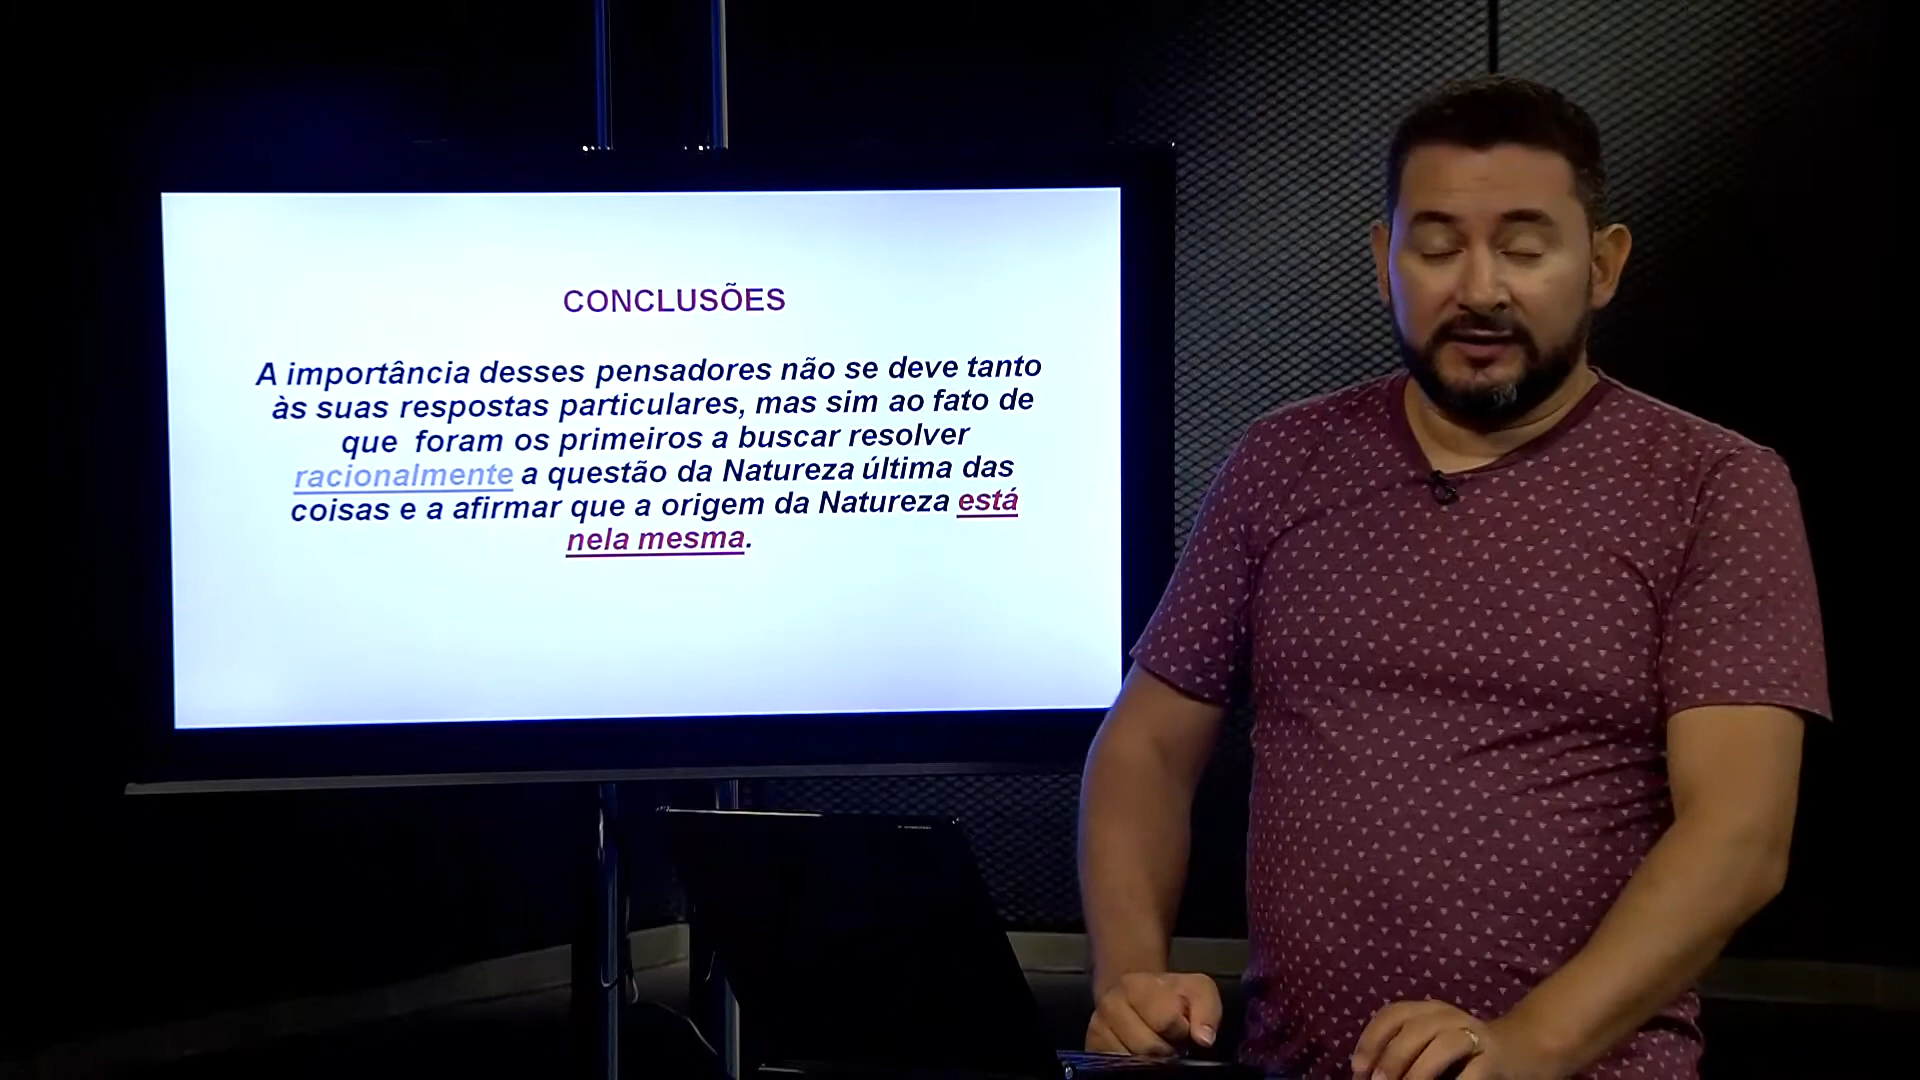 CONCLUSÕES
A importância desses pensadores não se deve tanto
às suas respostas particulares, mas sim ao fato de
que foram os primeiros a buscar resolver
racionalmente a questão da Natureza última das
coisas e a afirmar que a origem da Natureza está
nela mesma.